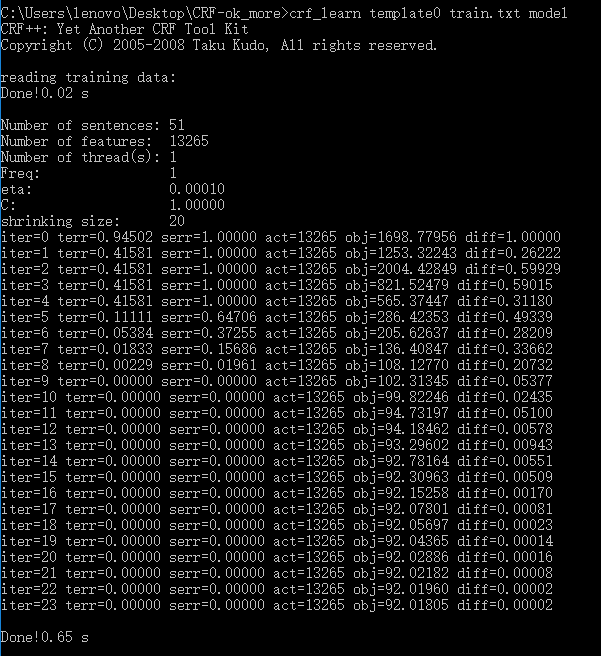 C:\Users\lenovo\Desktop\CRF-ok_more>crf_learn template0 train.txt model
CRF++: Yet Another CRF Tool Kit
Copyright (C) 2005-2008 Taku Kudo, All rights reserved.
reading training data:
Done!0.02 s
Number of sentences: 51
Number of features: 13265
Number of thread(s): 1
Freq: 1
eta: 0.00010
C: 1.00000
shrinking size: 20
iter=0 terr=0.94502 serr=1.00000 act=13265 obj=1698.77956 diff=1.00000
iter=1 terr=0.41581 serr=1.00000 act=13265 obj=1253.32243 diff=0.26222
iter=2 terr=0.41581 serr=1.00000 act=13265 obj=2004.42849 diff=0.59929
iter=3 terr=0.41581 serr=1.00000 act=13265 obj=821.52479 diff=0.59015
iter=4 terr=0.41581 serr=1.00000 act=13265 obj=565.37447 diff=0.31180
iter=5 terr=0.11111 serr=0.64706 act=13265 obj=286.42353 diff=0.49339
iter=6 terr=0.05384 serr=0.37255 act=13265 obj=205.62637 diff=0.28209
iter=7 terr=0.01833 serr=0.15686 act=13265 obj=136.40847 diff=0.33662
iter=8 terr=0.00229 serr=0.01961 act=13265 obj=108.12770 diff=0.20732
iter=9 terr=0.00000 serr=0.00000 act=13265 obj=102.31345 diff=0.05377
iter=10 terr=0.00000 serr=0.00000 act=13265 obj=99.82246 diff=0.02435
iter=11 terr=0.00000 serr=0.00000 act=13265 obj=94.73197 diff=0.05100
iter=12 terr=0.00000 serr=0.00000 act=13265 obj=94.18462 diff=0.00578
iter=13 terr=0.00000 serr=0.00000 act=13265 obj=93.29602 diff=0.00943
iter=14 terr=0.00000 serr=0.00000 act=13265 obj=92.78164 diff=0.00551
iter=15 terr=0.00000 serr=0.00000 act=13265 obj=92.30963 diff=0.00509
iter=16 terr=0.00000 serr=0.00000 act=13265 obj=92.15258 diff=0.00170
iter=17 terr=0.00000 serr=0.00000 act=13265 obj=92.07801 diff=0.00081
iter=18 terr=0.00000 serr=0.00000 act=13265 obj=92.05697 diff=0.00023
iter=19 terr=0.00000 serr=0.00000 act=13265 obj=92.04365 diff=0.00014
iter=20 terr=0.00000 serr=0.00000 act=13265 obj=92.02886 diff=0.00016
iter=21 terr=0.00000 serr=0.00000 act=13265 obj=92.02182 diff=0.00008
iter=22 terr=0.00000 serr=0.00000 act=13265 obj=92.01960 diff=0.00002
iter=23 terr=0.00000 serr=0.00000 act=13265 obj=92.01805 diff=0.00002
Done!0.65 s